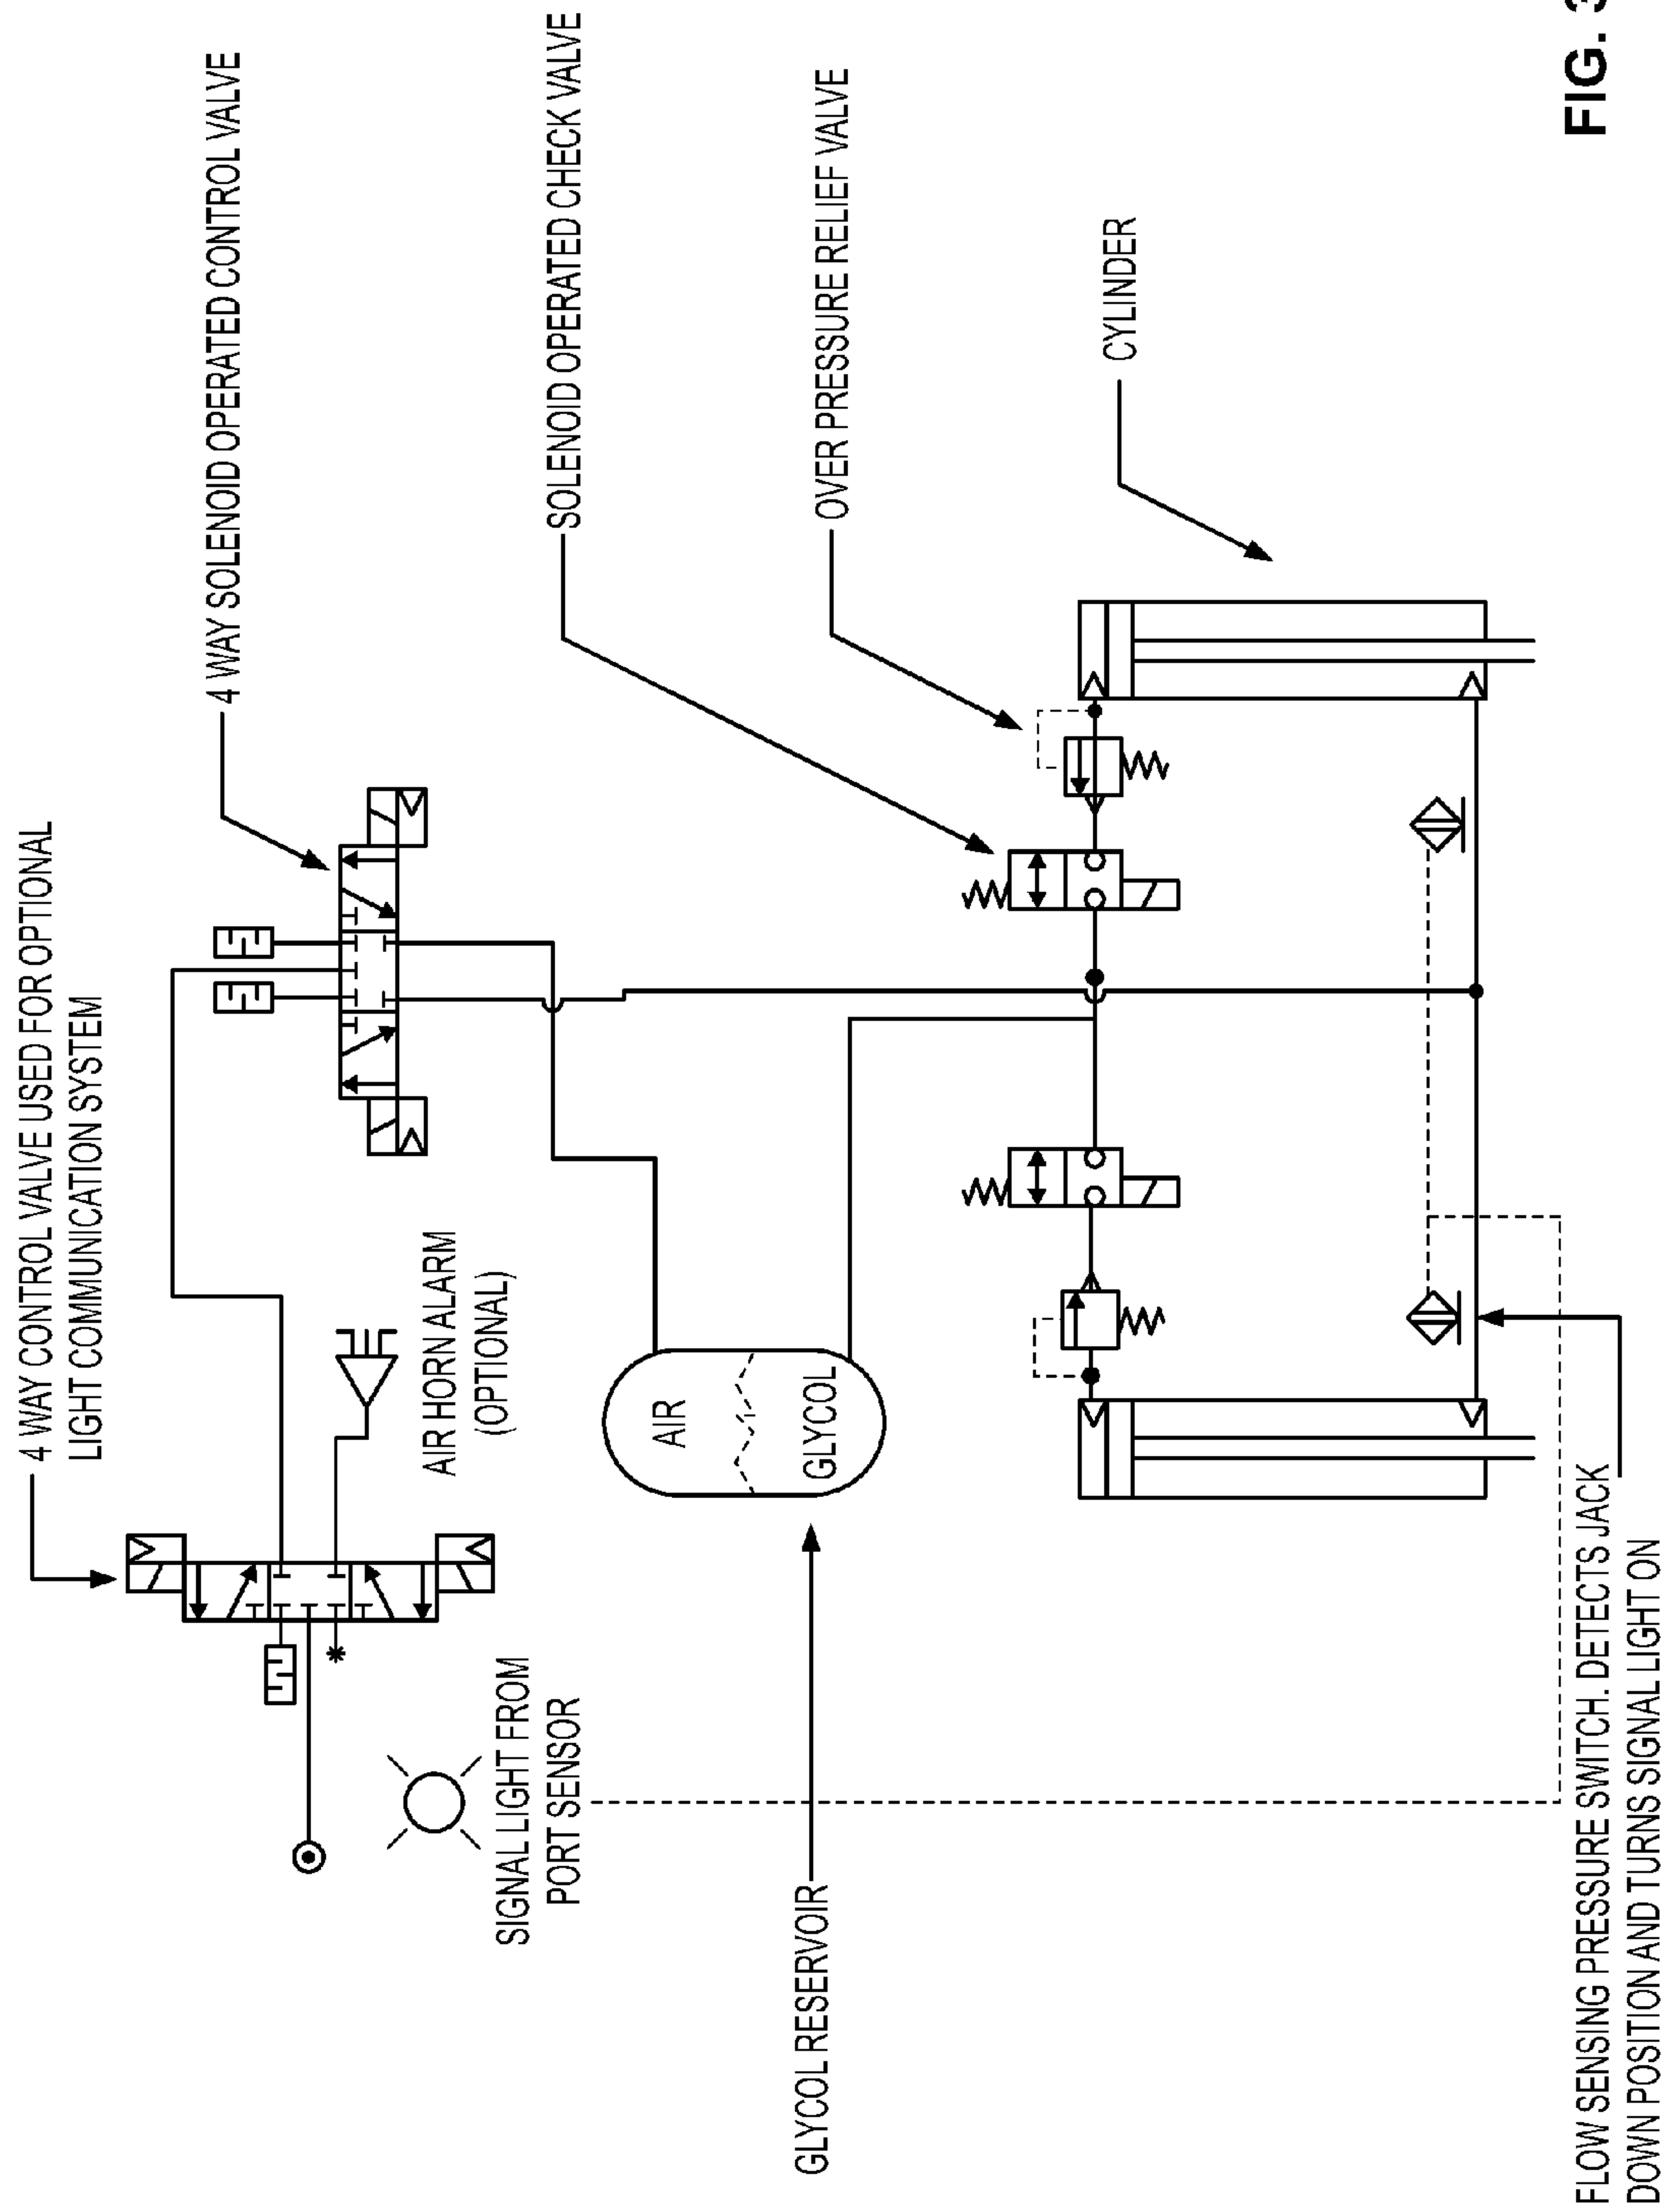 4 WAY CONTROL VALVE USED FOR OPTIONAL
LIGHT COMMUNICATION SYSTEM
4 WAY SOLENOID OPERATED CONTROL VALVE
AIR HORN ALARM
(OPTIONAL)
SIGNAL LIGHT FROM
PORT SENSOR
SOLENOID OPERATED CHECK VALVE
AIR
GLYCOL
GLYCOL RESERVOIR
OVER PRESSURE RELIEF VALVE
CYLINDER
FLOW SENSING PRESSURE SWITCH. DETECTS JACK
DOWN POSITION AND TURNS SIGNAL LIGHT ON
FIG. 3